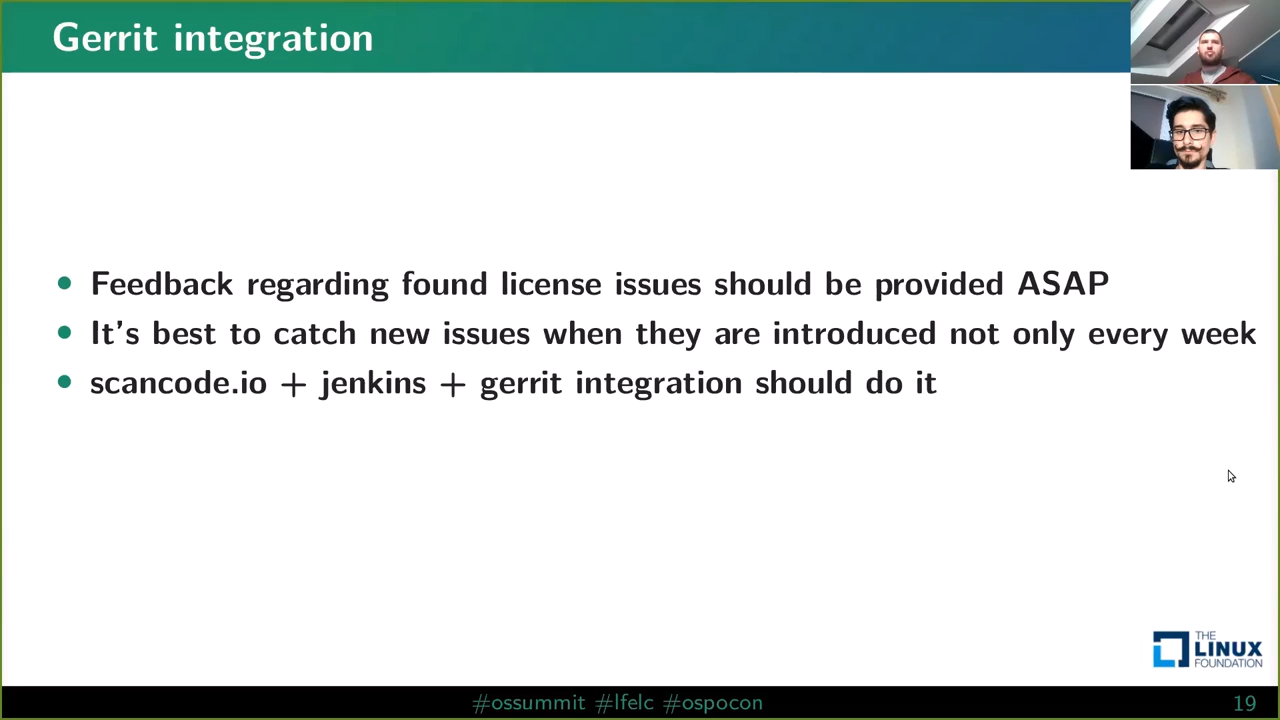 Gerrit integration
• Feedback regarding found license issues should be provided ASAP
• It's best to catch new issues when they are introduced not only every week
• scancode.io + jenkins + gerrit integration should do it
THE
LINUX
FOUNDATION
#ossummit #lfelc #ospocon
19